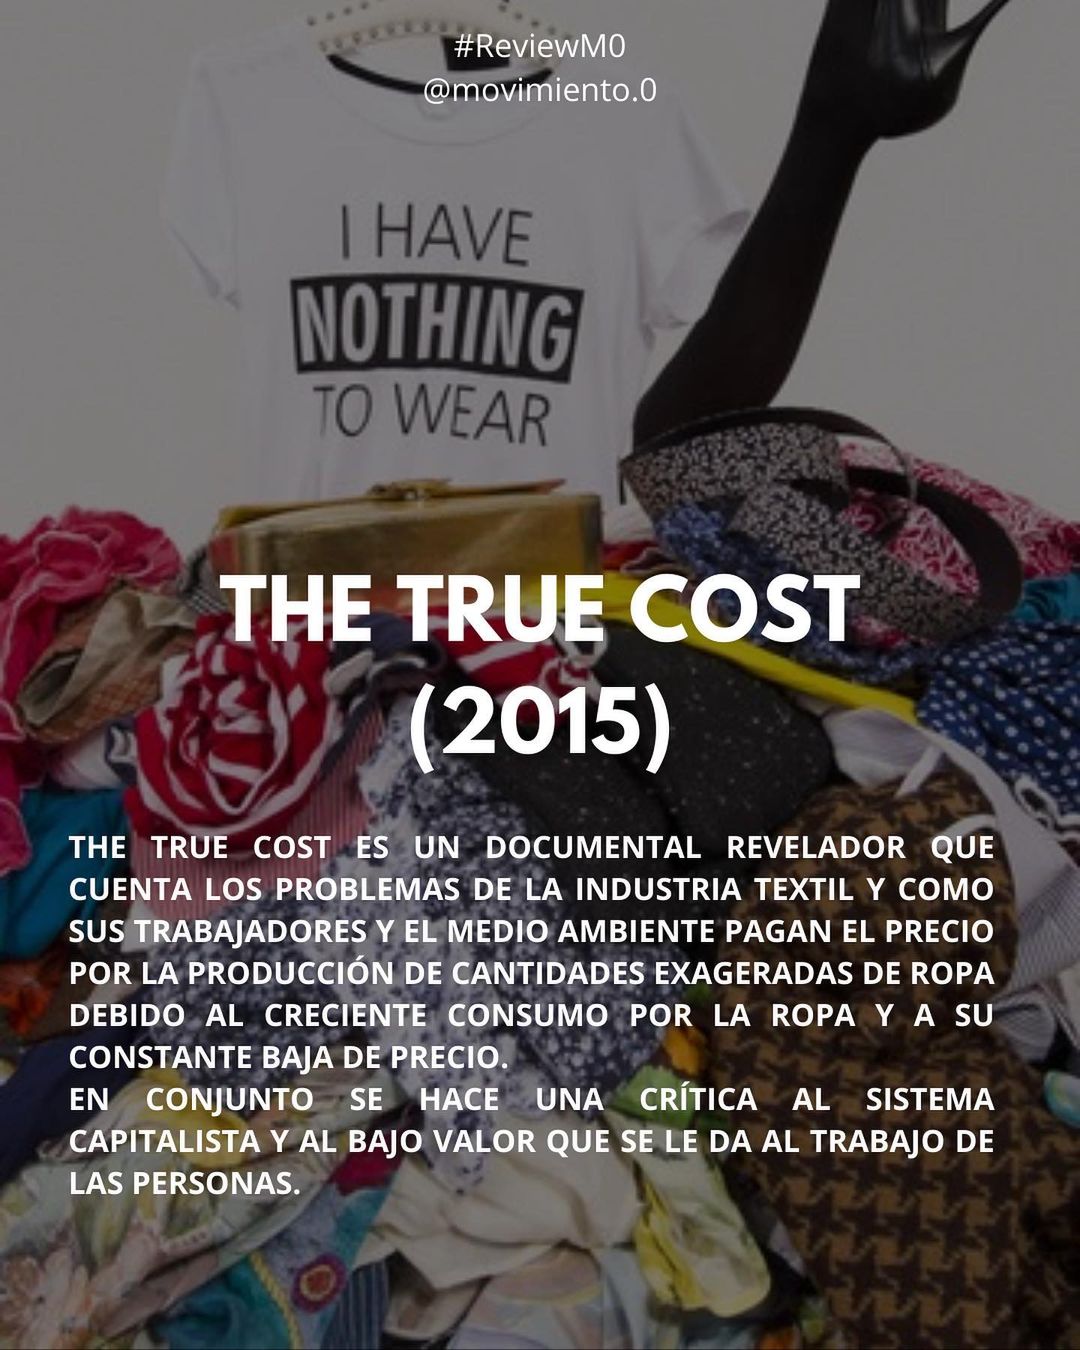 #ReviewM0
@movimiento.0
I HAVE
NOTHING
TO WEAR
THE TRUE COST
(2015)
THE TRUE COST ES UN DOCUMENTAL REVELADOR QUE
CUENTA LOS PROBLEMAS DE LA INDUSTRIA TEXTIL Y COMO
SUS TRABAJADORES Y EL MEDIO AMBIENTE PAGAN EL PRECIO
POR LA PRODUCCIÓN DE CANTIDADES EXAGERADAS DE ROPA
DEBIDO AL CRECIENTE CONSUMO POR LA ROPA Y A SU
CONSTANTE BAJA DE PRECIO.
EN CONJUNTO SE HACE UNA CRÍTICA AL SISTEMA
CAPITALISTA Y AL BAJO VALOR QUE SE LE DA AL TRABAJO DE
LAS PERSONAS.